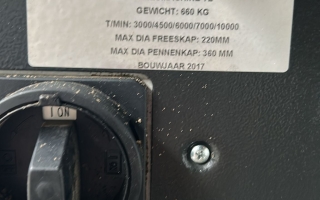 GEWICHT: 660 KG
T/MIN: 3000/4500/6000/7000/10000
MAX DIA FREESKAP: 220MM
MAX DIA PENNENKAP: 360 MM
BOUWJAAR 2017
I ON